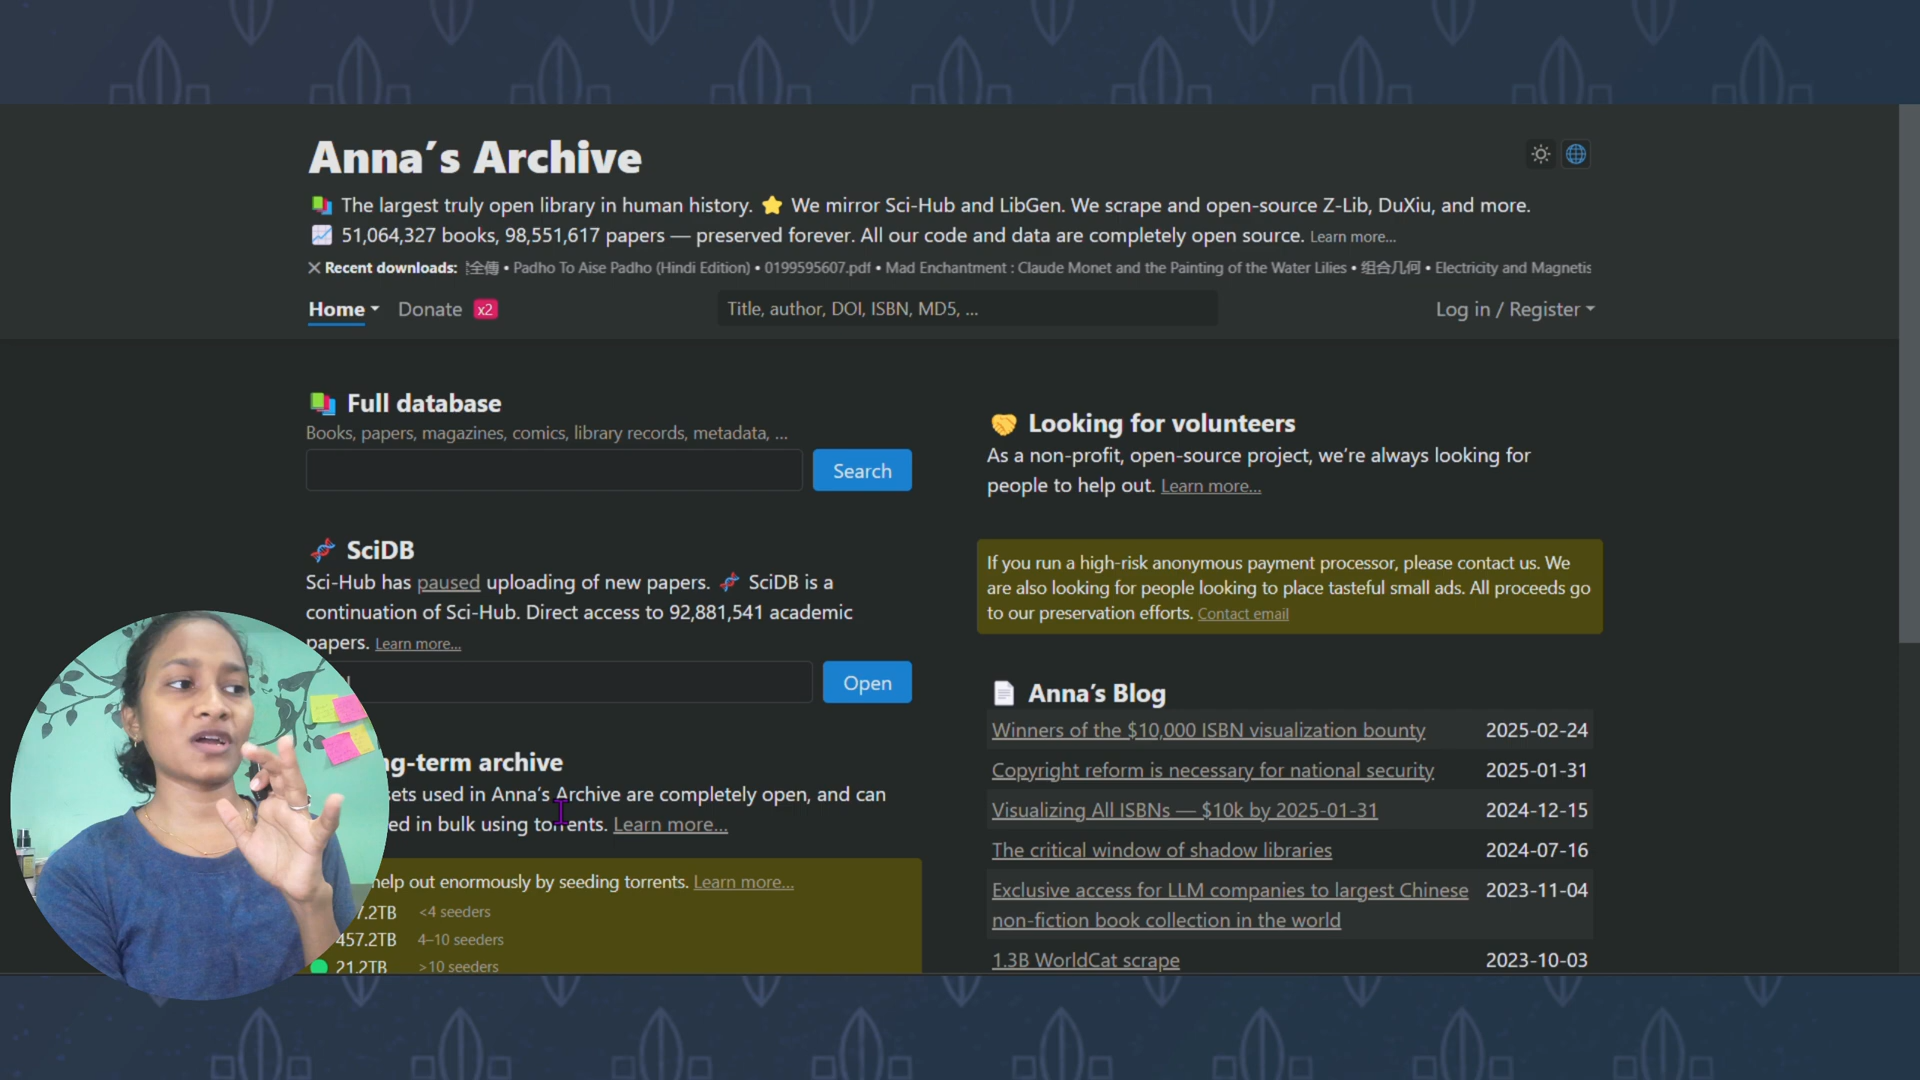 Anna's Archive
The largest truly open library in human history. ⭐ We mirror Sci-Hub and LibGen. We scrape and open-source Z-Lib, DuXiu, and more.
51,064,327 books, 98,551,617 papers — preserved forever. All our code and data are completely open source. Learn more...
Recent downloads: 全傳 • Padho To Aise Padho (Hindi Edition) • 0199595607.pdf • Mad Enchantment : Claude Monet and the Painting of the Water Lilies • 组合几何 • Electricity and Magnetis
Home Donate x2 Title, author, DOI, ISBN, MD5, ... Log in / Register
Full database
Books, papers, magazines, comics, library records, metadata, ...
Search
SciDB
Sci-Hub has paused uploading of new papers. 🧬 SciDB is a
continuation of Sci-Hub. Direct access to 92,881,541 academic
papers. Learn more...
Open
ng-term archive
sets used in Anna's Archive are completely open, and can
ed in bulk using torrents. Learn more...
help out enormously by seeding torrents. Learn more...
7.2TB <4 seeders
457.2TB 4–10 seeders
21.2TB >10 seeders
Looking for volunteers
As a non-profit, open-source project, we're always looking for
people to help out. Learn more...
If you run a high-risk anonymous payment processor, please contact us. We
are also looking for people looking to place tasteful small ads. All proceeds go
to our preservation efforts. Contact email
Anna's Blog
Winners of the $10,000 ISBN visualization bounty 2025-02-24
Copyright reform is necessary for national security 2025-01-31
Visualizing All ISBNs — $10k by 2025-01-31 2024-12-15
The critical window of shadow libraries 2024-07-16
Exclusive access for LLM companies to largest Chinese 2023-11-04
non-fiction book collection in the world
1.3B WorldCat scrape 2023-10-03